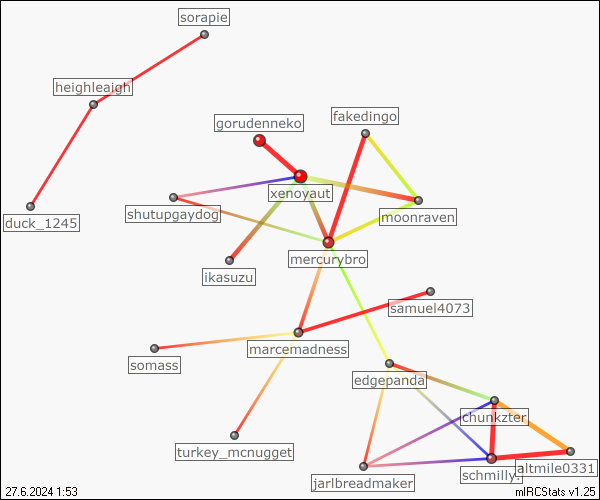 sorapie
heighleaigh
gorudenneko
fakedingo
xenoyaut
shutupgaydog
moonraven
duck_1245
mercurybro
ikasuzu
samuel4073
marcemadness
somass
edgepanda
chunkzter
turkey_mcnugget
altmile0331
schmilly.
jarlbreadmaker
27.6.2024 1:53
mIRCStats v1.25